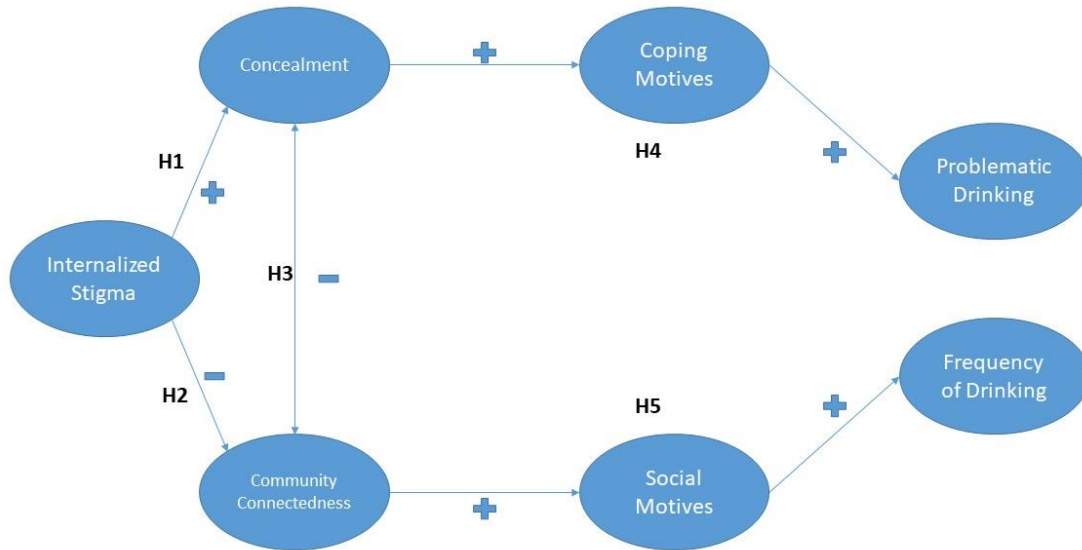 Concealment
Coping
Motives
H1
H4
Problematic
Drinking
Internalized
Stigma
H3
H2
Frequency
of Drinking
H5
Community
Connectedness
Social
Motives